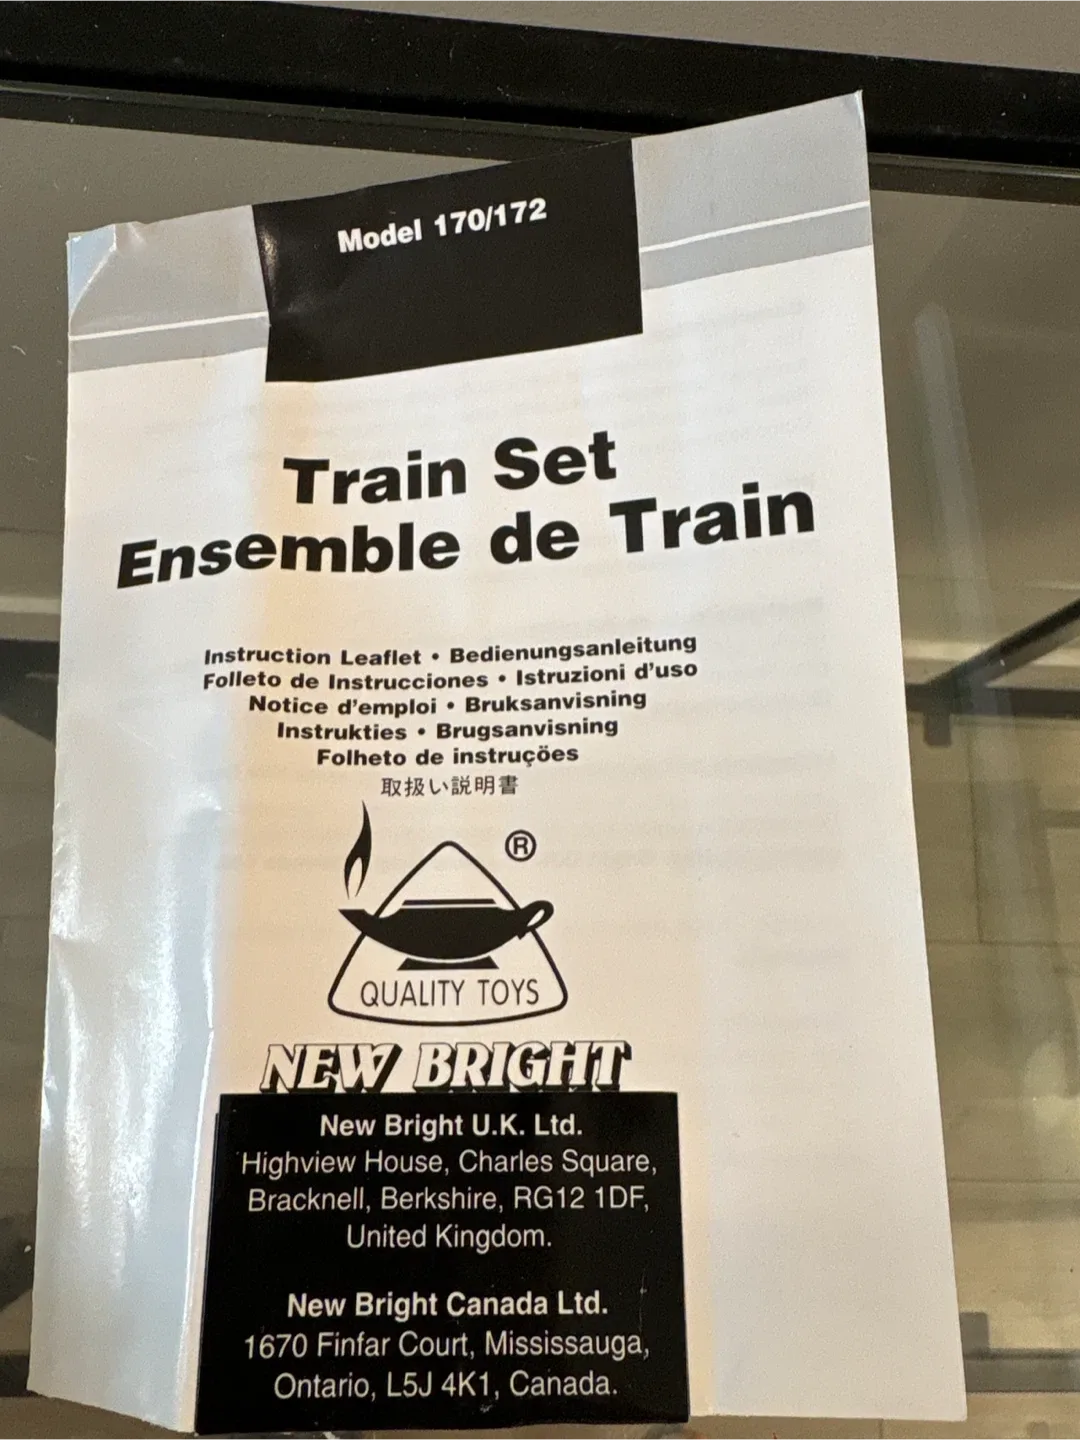 Model 170/172
Train Set
Ensemble de Train
Instruction Leaflet • Bedienungsanleitung
Folleto de Instrucciones • Istruzioni d'uso
Notice d'emploi • Bruksanvisning
Instrukties • Brugsanvisning
Folheto de instruções
取扱い説明書
®
QUALITY TOYS
NEW BRIGHT
New Bright U.K. Ltd.
Highview House, Charles Square,
Bracknell, Berkshire, RG12 1DF,
United Kingdom.
New Bright Canada Ltd.
1670 Finfar Court, Mississauga,
Ontario, L5J 4K1, Canada.